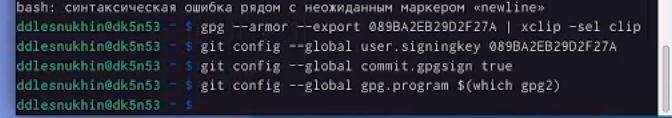 bash: синтаксическая ошибка рядом с неожиданным маркером «newline»
ddlesnukhin@dk5n53 ~ $ gpg --armor --export 089BA2EB29D2F27A | xclip -sel clip
ddlesnukhin@dk5n53 ~ $ git config --global user.signingkey 089BA2EB29D2F27A
ddlesnukhin@dk5n53 ~ $ git config --global commit.gpgsign true
ddlesnukhin@dk5n53 ~ $ git config --global gpg.program $(which gpg2)
ddlesnukhin@dk5n53 ~ $